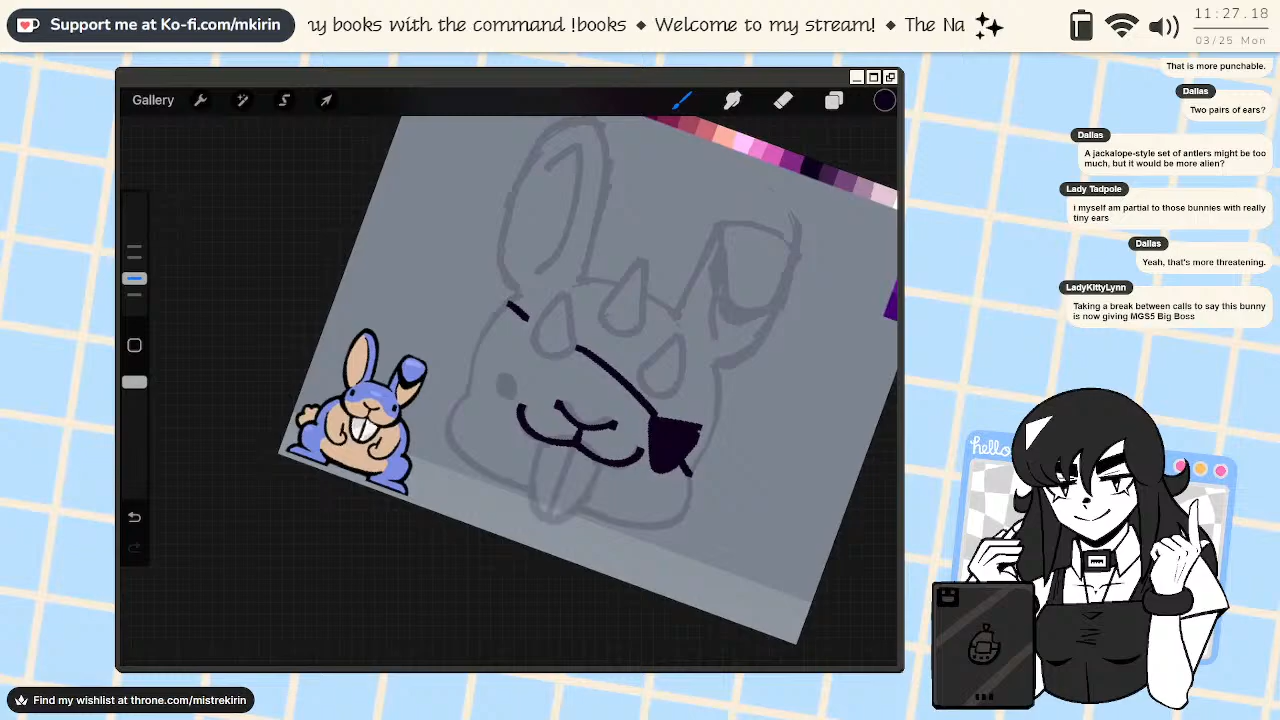 Support me at Ko-fi.com/mkirin
ny books with the command !books ◆ Welcome to my stream! ◆ The Na
11:27.18
03/25 Mon
That is more punchable.
Dallas
Two pairs of ears?
Dallas
A jackalope-style set of antlers might be too
much, but it would be more alien?
Lady Tadpole
i myself am partial to those bunnies with really
tiny ears
Dallas
Yeah, that's more threatening.
LadyKittyLynn
Taking a break between calls to say this bunny
is now giving MGS5 Big Boss
Gallery
hello
Find my wishlist at throne.com/mistrekirin